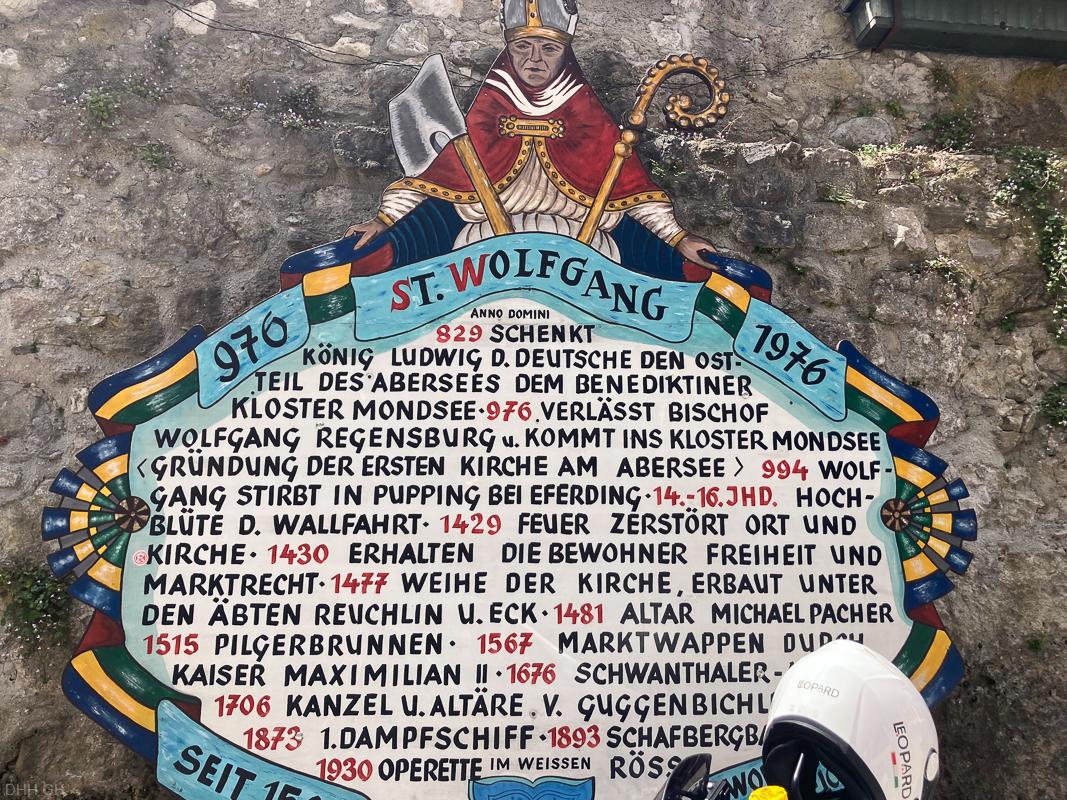 ST. WOLFGANG
976
1976
ANNO DOMINI
829 SCHENKT
KÖNIG LUDWIG D. DEUTSCHE DEN OST-
TEIL DES ABERSEES DEM BENEDIKTINER
KLOSTER MONDSEE · 976. VERLÄSST BISCHOF
WOLFGANG REGENSBURG u. KOMMT INS KLOSTER MONDSEE
<GRÜNDUNG DER ERSTEN KIRCHE AM ABERSEE> 994 WOLF-
GANG STIRBT IN PUPPING BEI EFERDING · 14.-16. JHD. HOCH-
BLÜTE D. WALLFAHRT · 1429 FEUER ZERSTÖRT ORT UND
KIRCHE · 1430 ERHALTEN DIE BEWOHNER FREIHEIT UND
MARKTRECHT · 1477 WEIHE DER KIRCHE, ERBAUT UNTER
DEN ÄBTEN REUCHLIN U. ECK · 1481 ALTAR MICHAEL PACHER
1515 PILGERBRUNNEN · 1567 MARKTWAPPEN DURCH
KAISER MAXIMILIAN II · 1676 SCHWANTHALER-
1706 KANZEL U. ALTÄRE V.
1873 1. DAMPFSCHIFF · 1893
1930 OPERETTE IM WEISSEN
SEIT
LEOPARD
LEOPARD
DHH GH